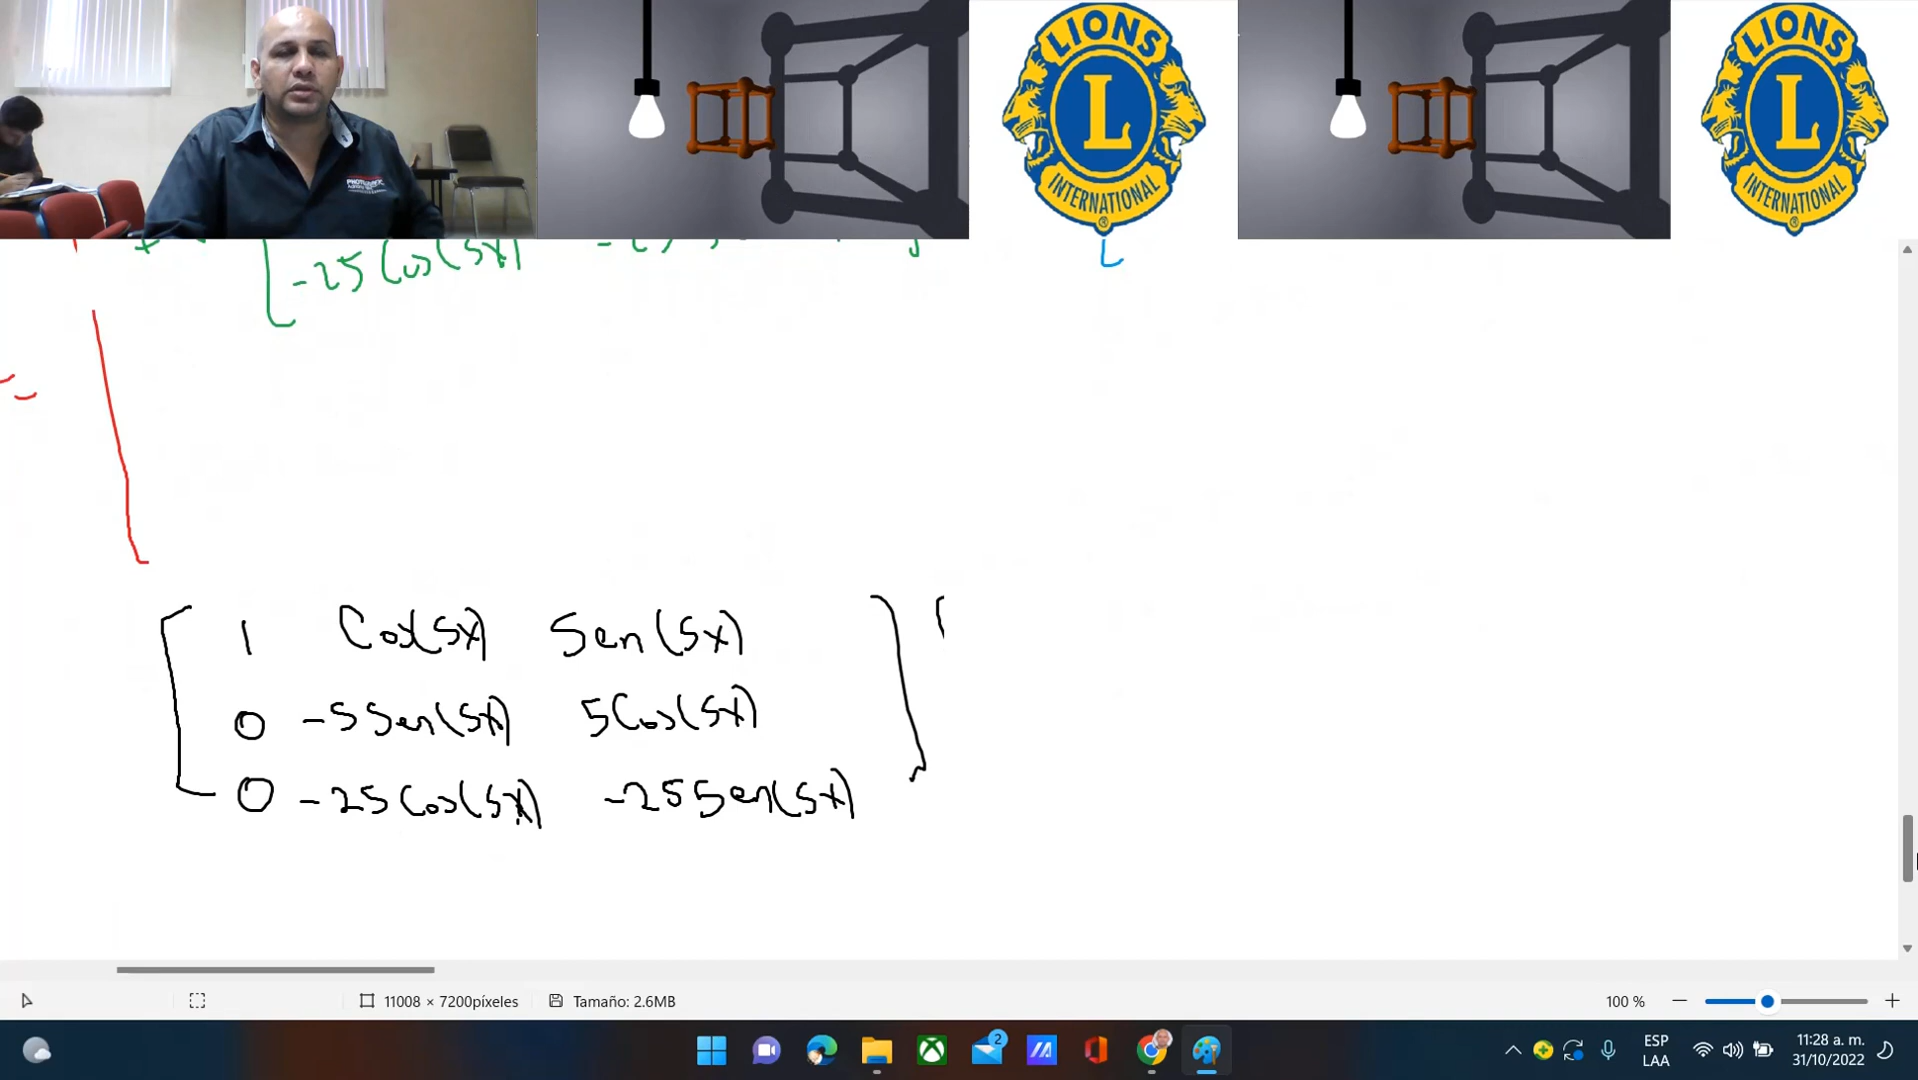 LIONS
L
INTERNATIONAL
®
LIONS
L
INTERNATIONAL
®
-25 Cos(5x)
1 Cos(5x) Sen(5x)
0 -5Sen(5x) 5Cos(5x)
0 -25Cos(5x) -25Sen(5x)
11008 × 7200píxeles Tamaño: 2.6MB 100 %
2
ESP
LAA
11:28 a. m.
31/10/2022